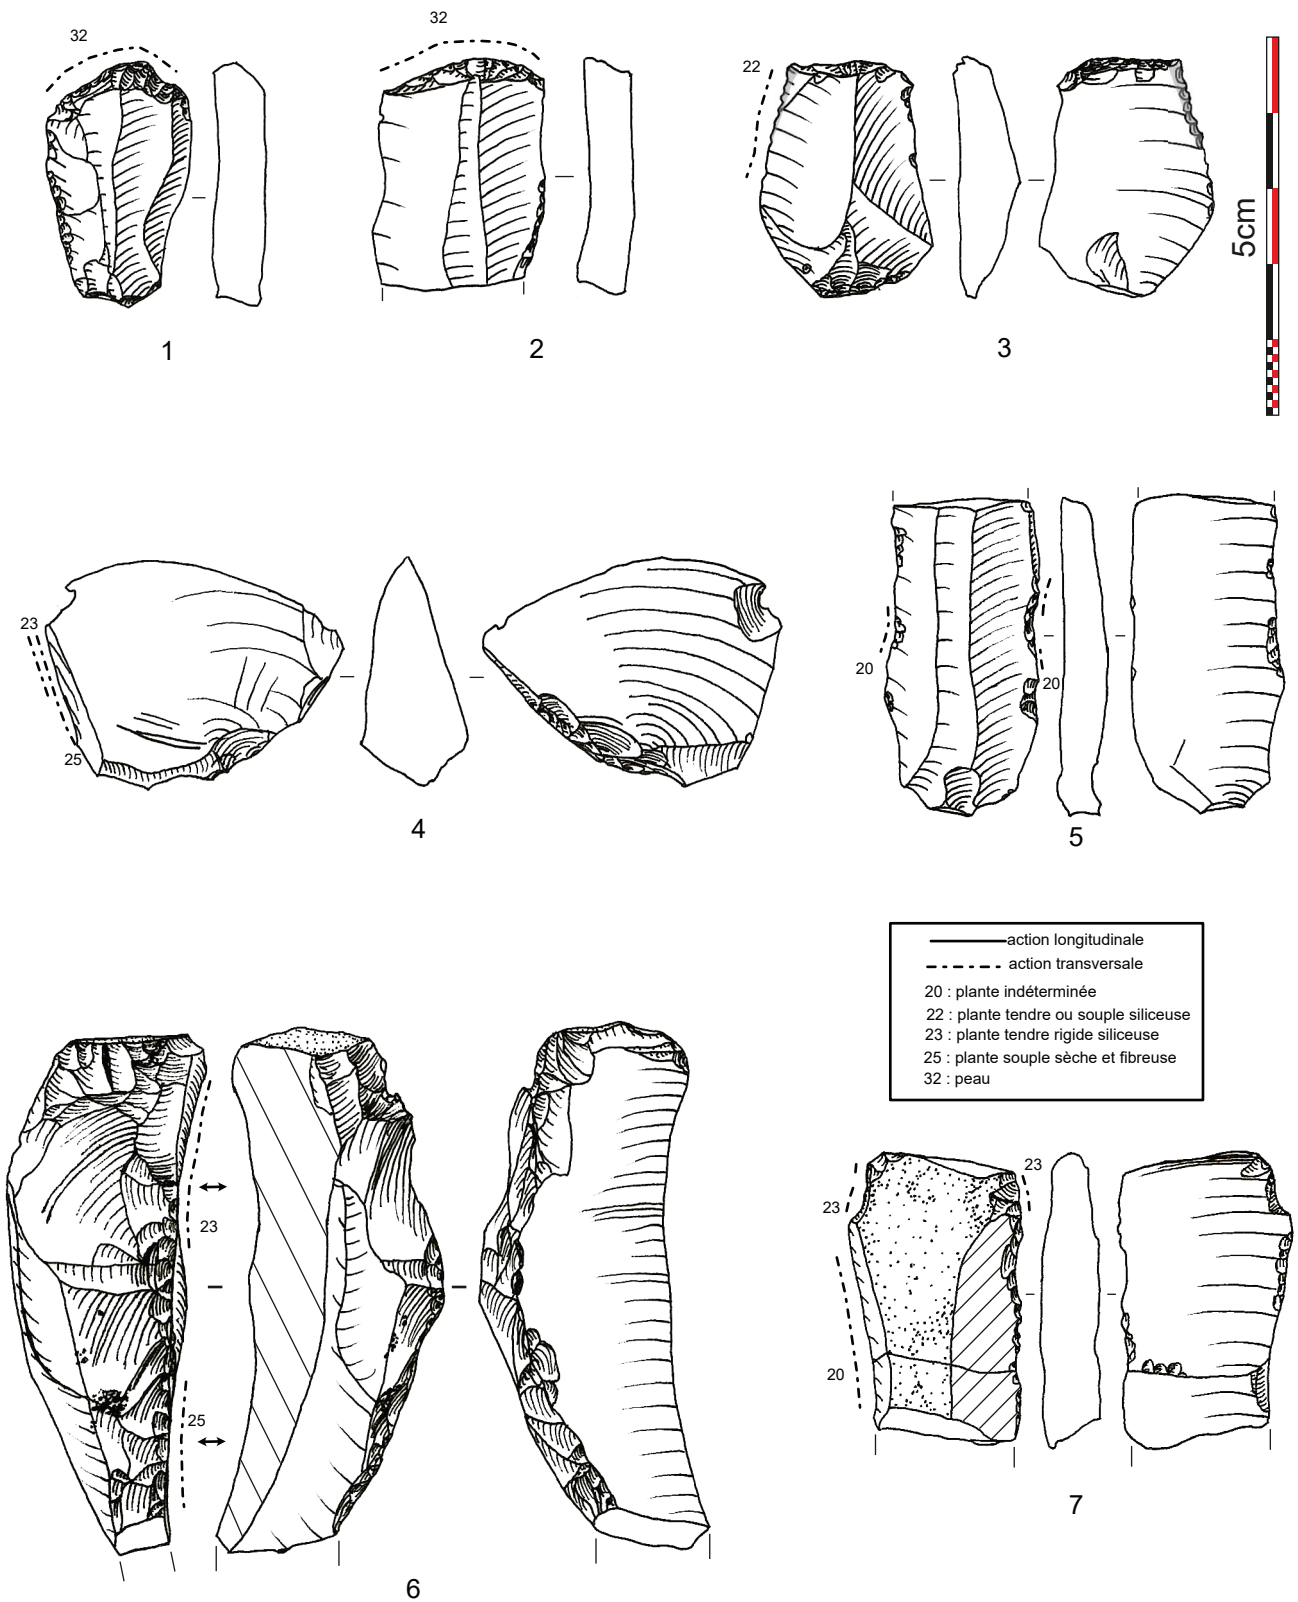 32
32
22
5cm
1
2
3
23
25
20
20
4
5
action longitudinale
action transversale
20 : plante indéterminée
22 : plante tendre ou souple siliceuse
23 : plante tendre rigide siliceuse
25 : plante souple sèche et fibreuse
32 : peau
23
23
23
20
25
7
6